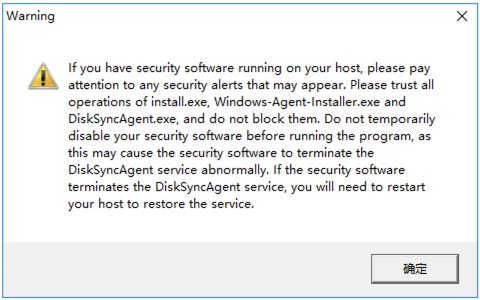 Warning
If you have security software running on your host, please pay
attention to any security alerts that may appear. Please trust all
operations of install.exe, Windows-Agent-Installer.exe and
DiskSyncAgent.exe, and do not block them. Do not temporarily
disable your security software before running the program, as
this may cause the security software to terminate the
DiskSyncAgent service abnormally. If the security software
terminates the DiskSyncAgent service, you will need to restart
your host to restore the service.
确定